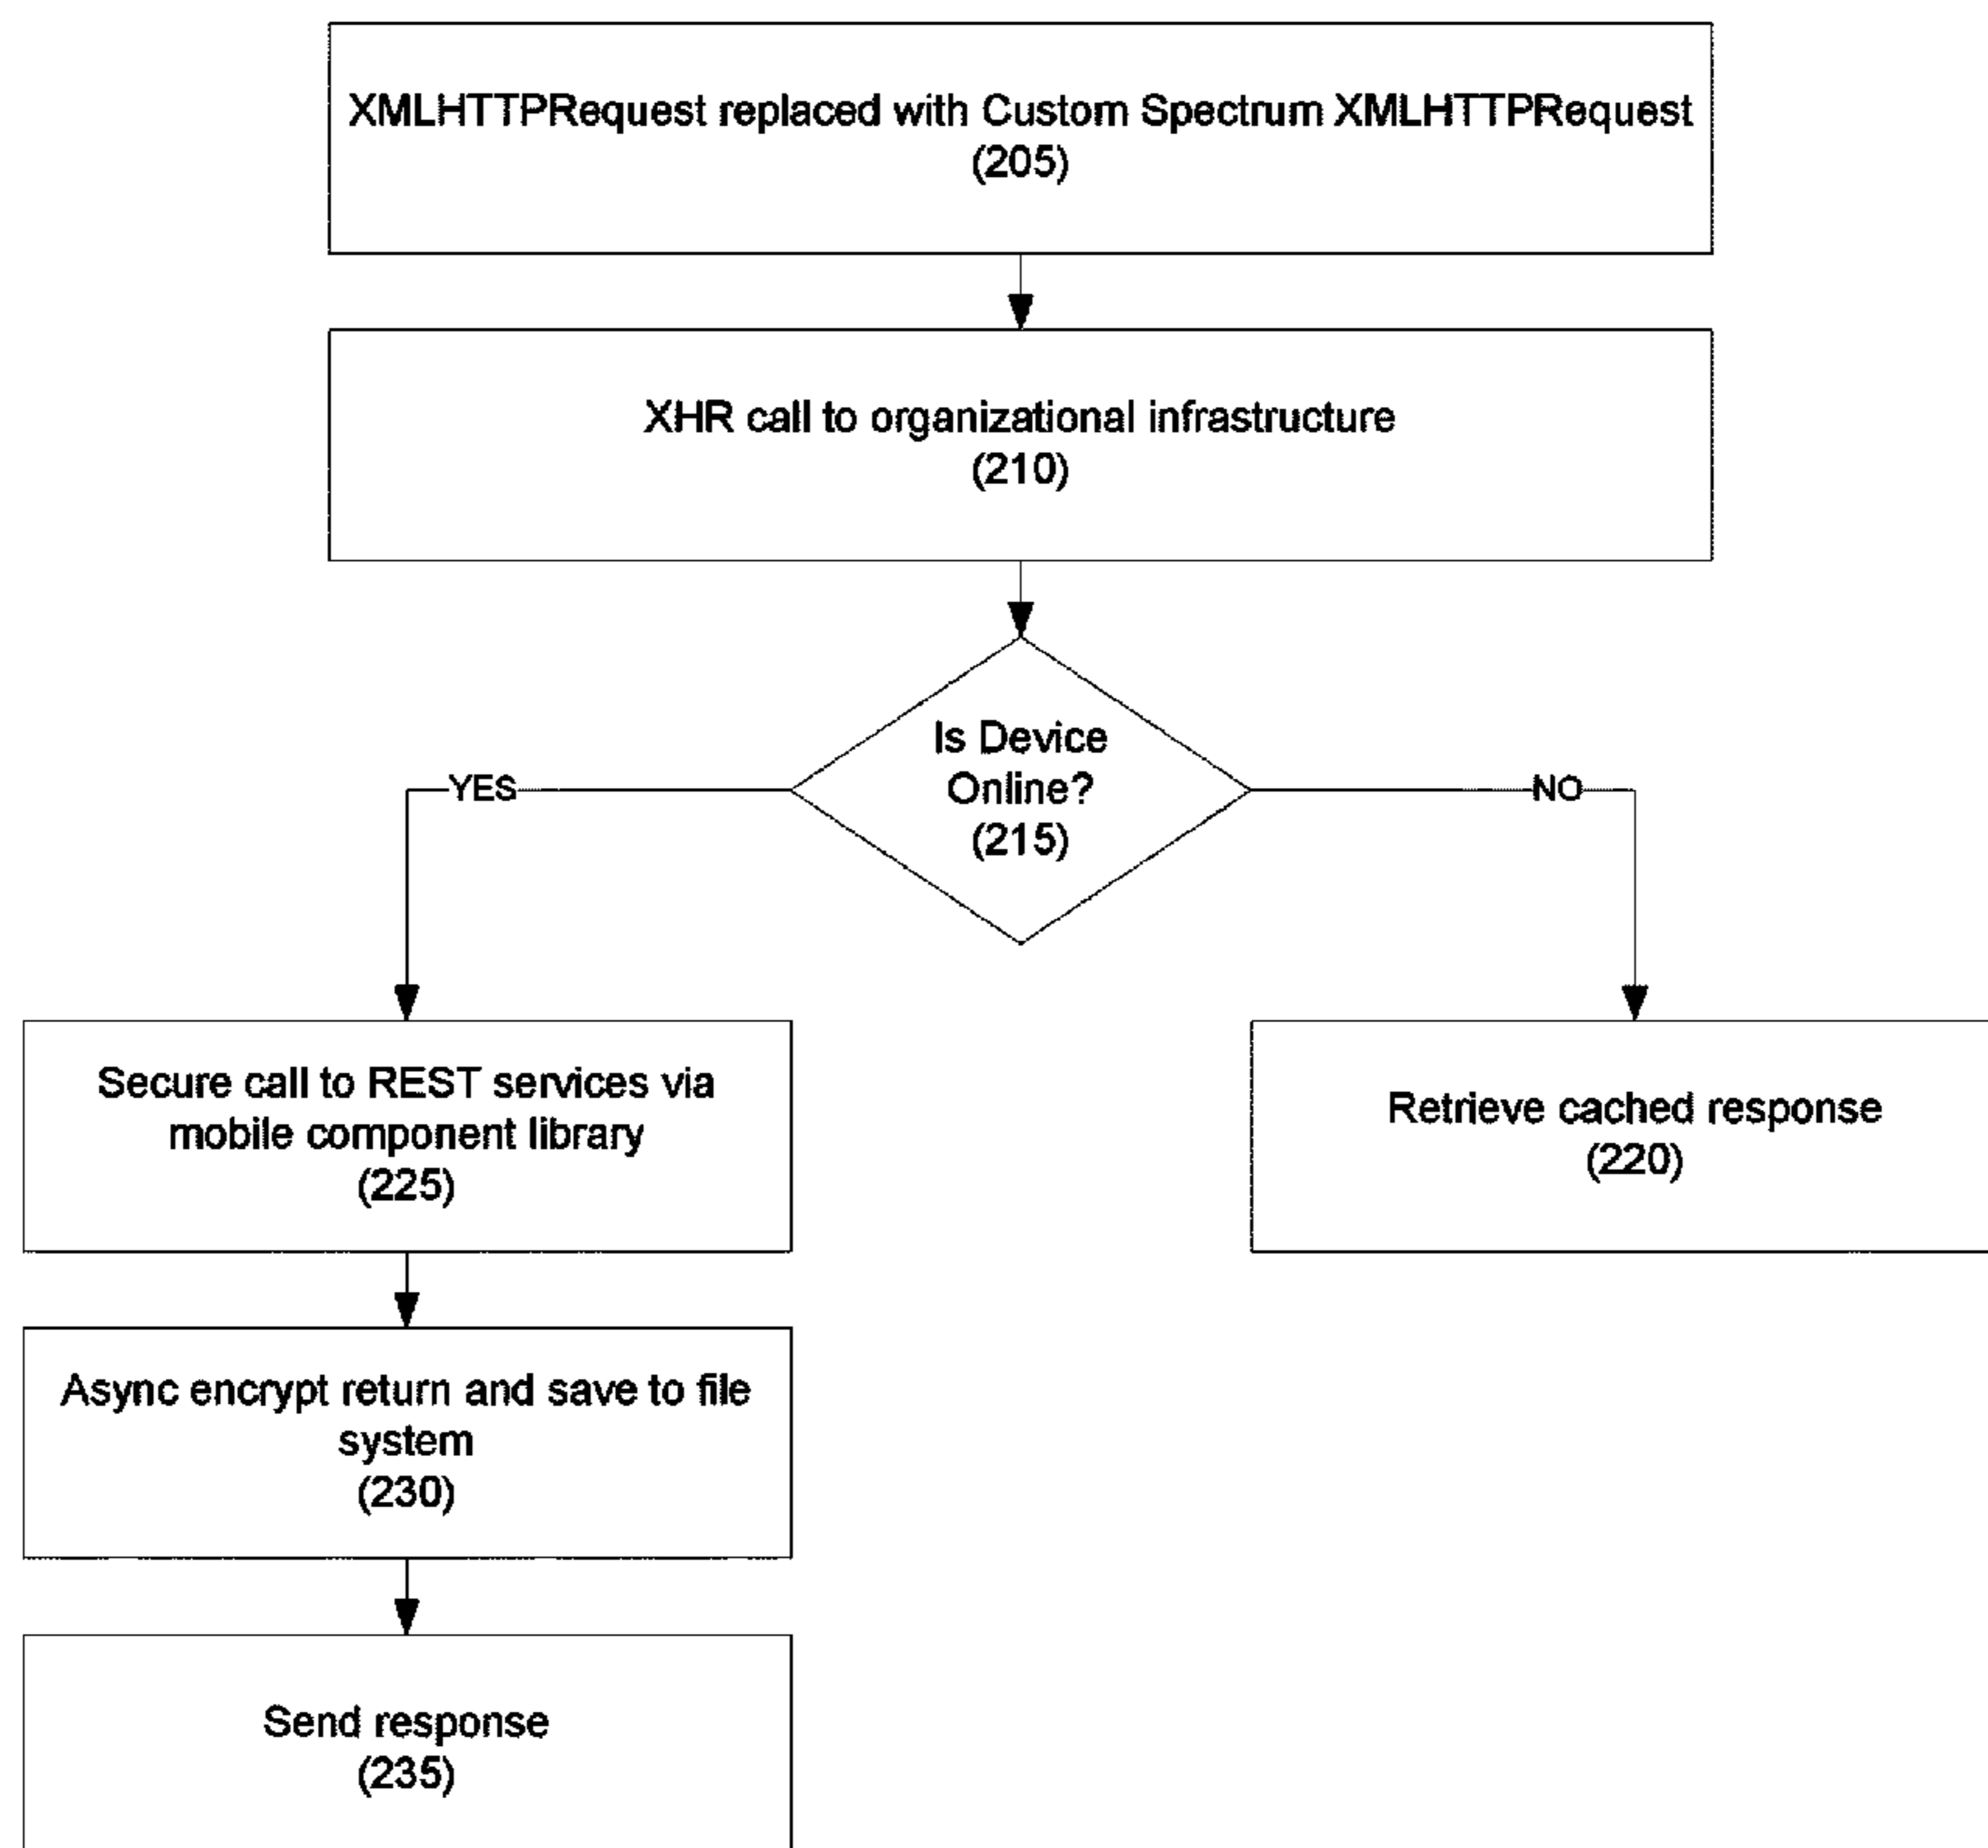 XMLHTTPRequest replaced with Custom Spectrum XMLHTTPRequest
(205)
XHR call to organizational infrastructure
(210)
Is Device
Online?
(215)
YES
NO
Secure call to REST services via
mobile component library
(225)
Retrieve cached response
(220)
Async encrypt return and save to file
system
(230)
Send response
(235)